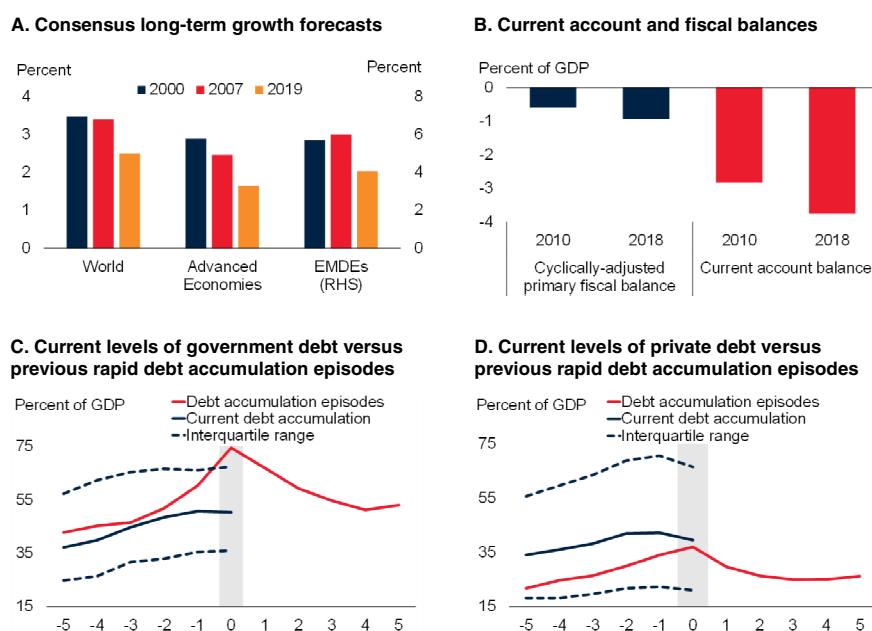 A. Consensus long-term growth forecasts
Percent
Percent
2000 2007 2019
4
3
2
1
0
8
6
4
2
0
World
Advanced
Economies
EMDEs
(RHS)
B. Current account and fiscal balances
Percent of GDP
0
-1
-2
-3
-4
2010 2018 2010 2018
Cyclically-adjusted
primary fiscal balance
Current account balance
C. Current levels of government debt versus
previous rapid debt accumulation episodes
Percent of GDP
Debt accumulation episodes
Current debt accumulation
Interquartile range
75
55
35
15
-5 -4 -3 -2 -1 0 1 2 3 4 5
D. Current levels of private debt versus
previous rapid debt accumulation episodes
Percent of GDP
Debt accumulation episodes
Current debt accumulation
Interquartile range
75
55
35
15
-5 -4 -3 -2 -1 0 1 2 3 4 5